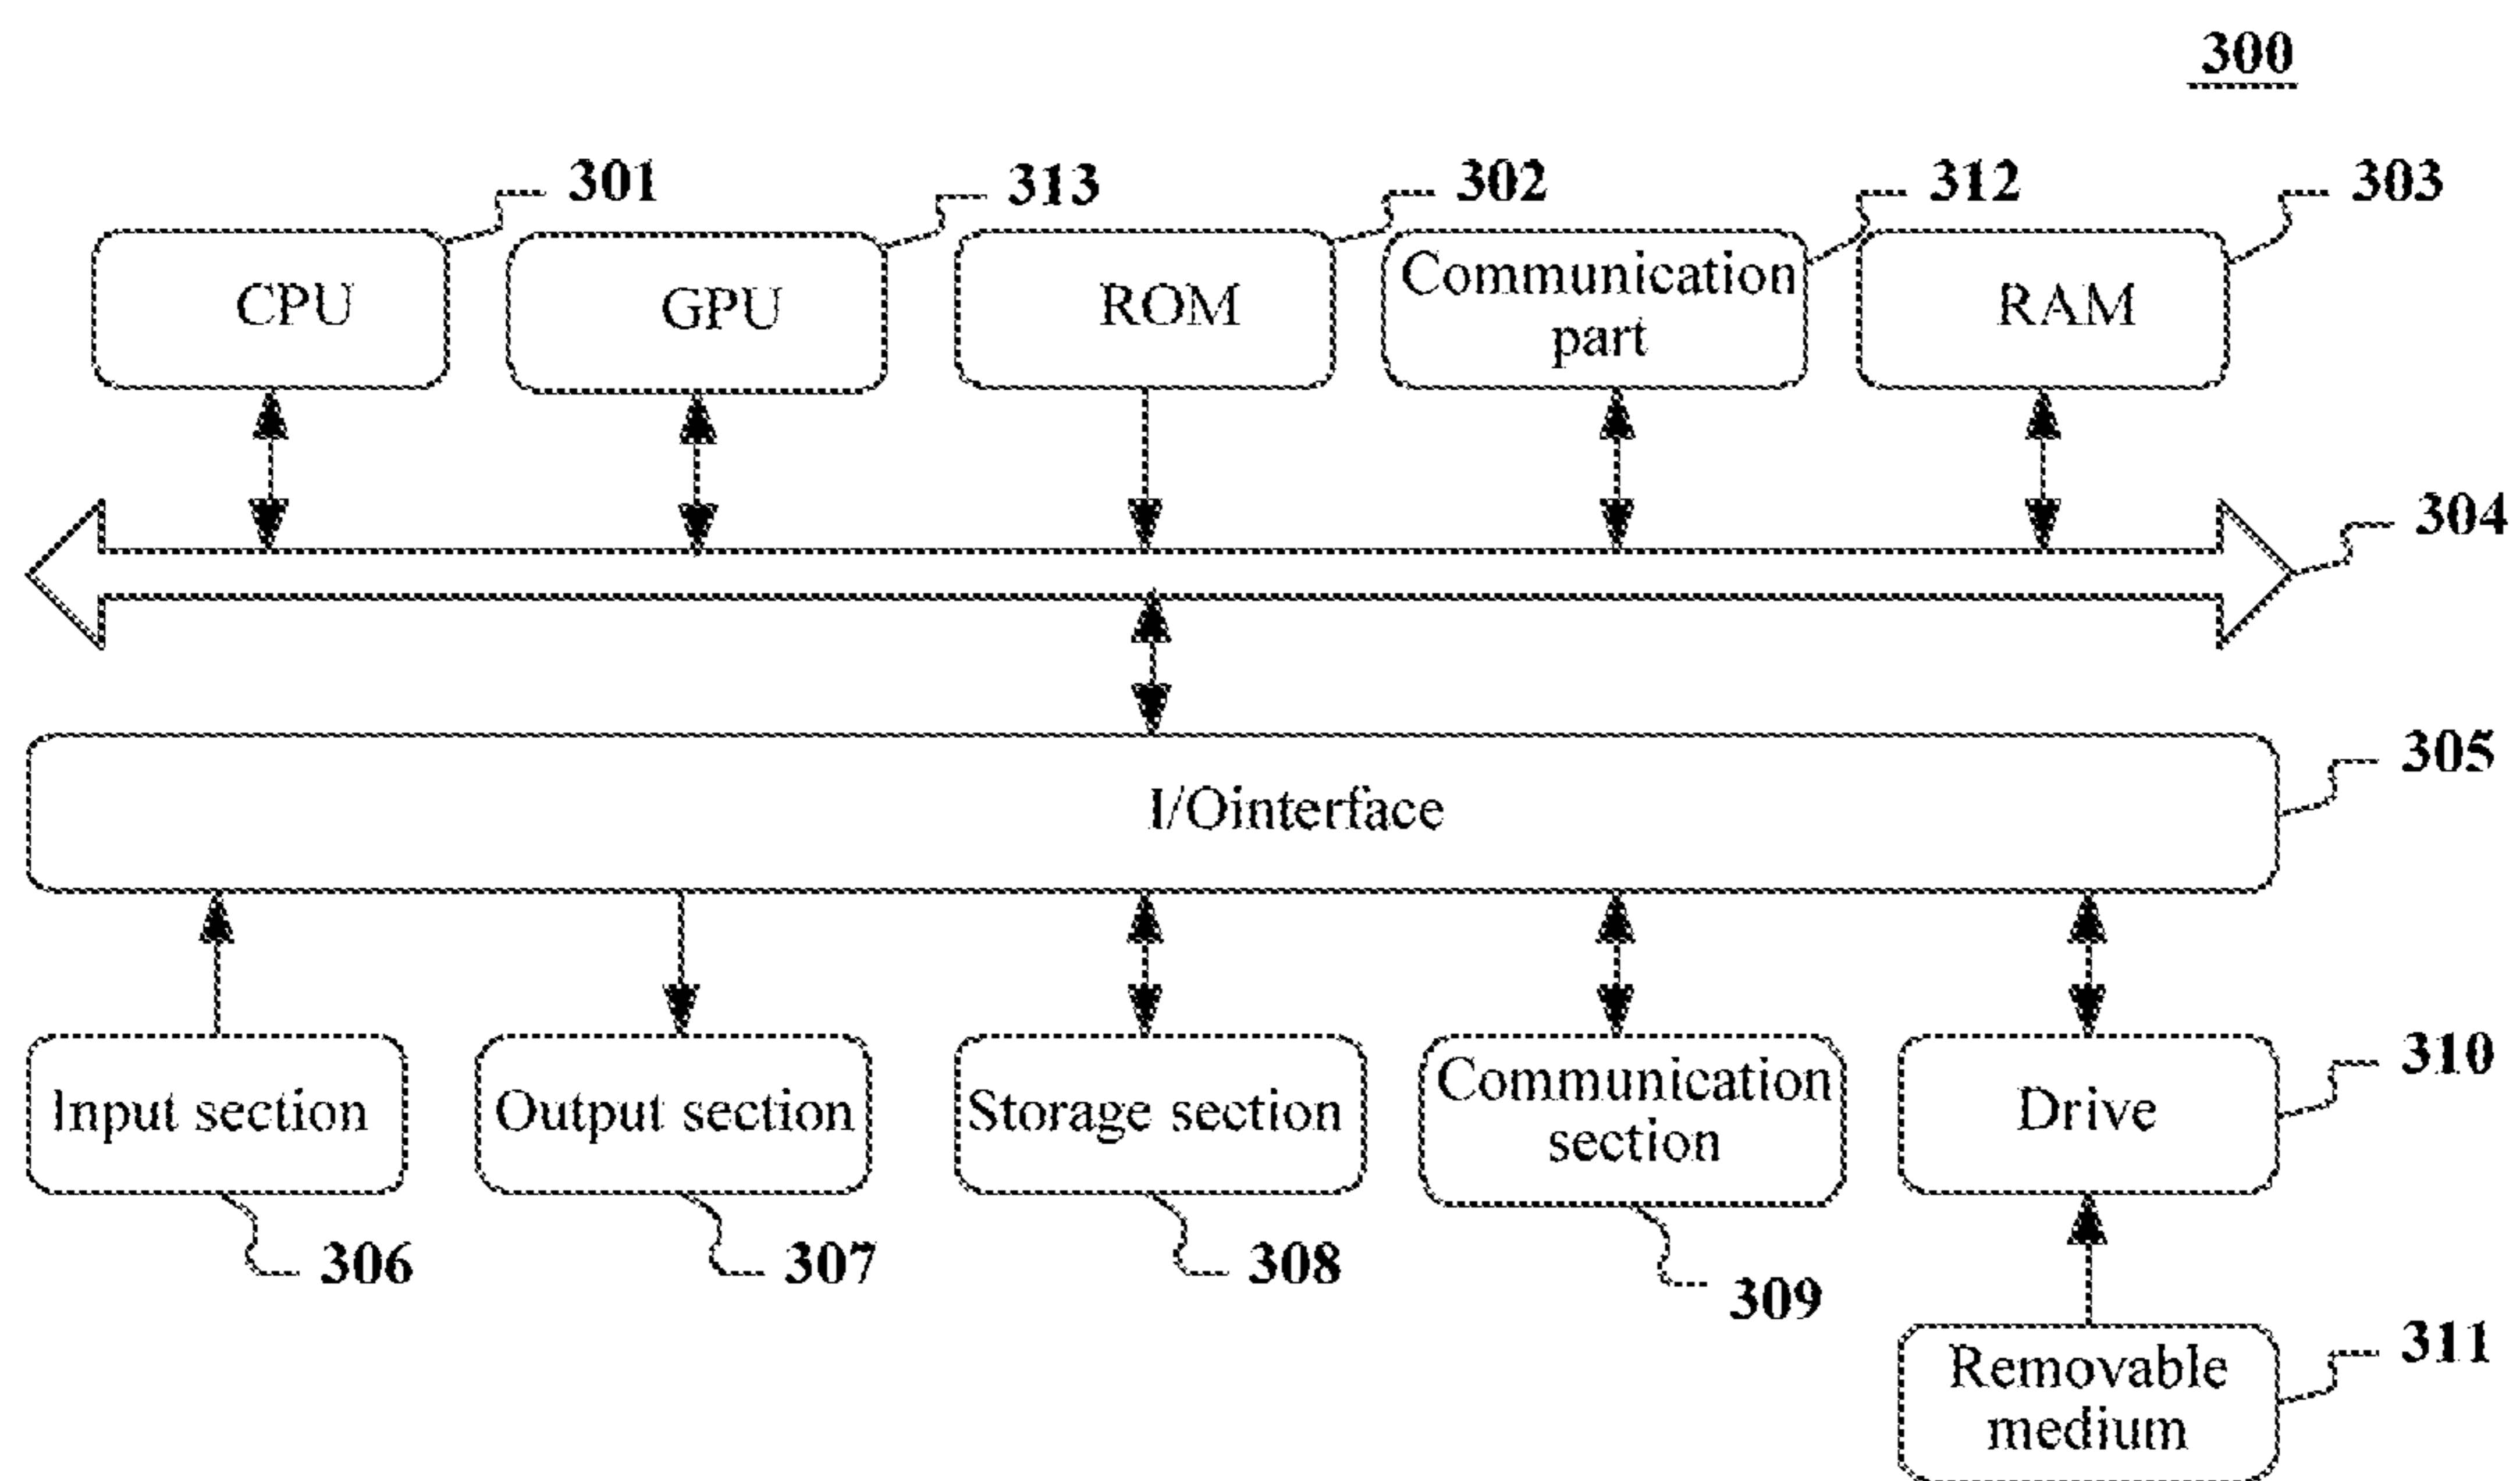 300
301
313
302
312
303
CPU
GPU
ROM
Communication
part
RAM
304
305
I/Ointerface
310
Input section
Output section
Storage section
Communication
section
Drive
306
307
308
309
311
Removable
medium